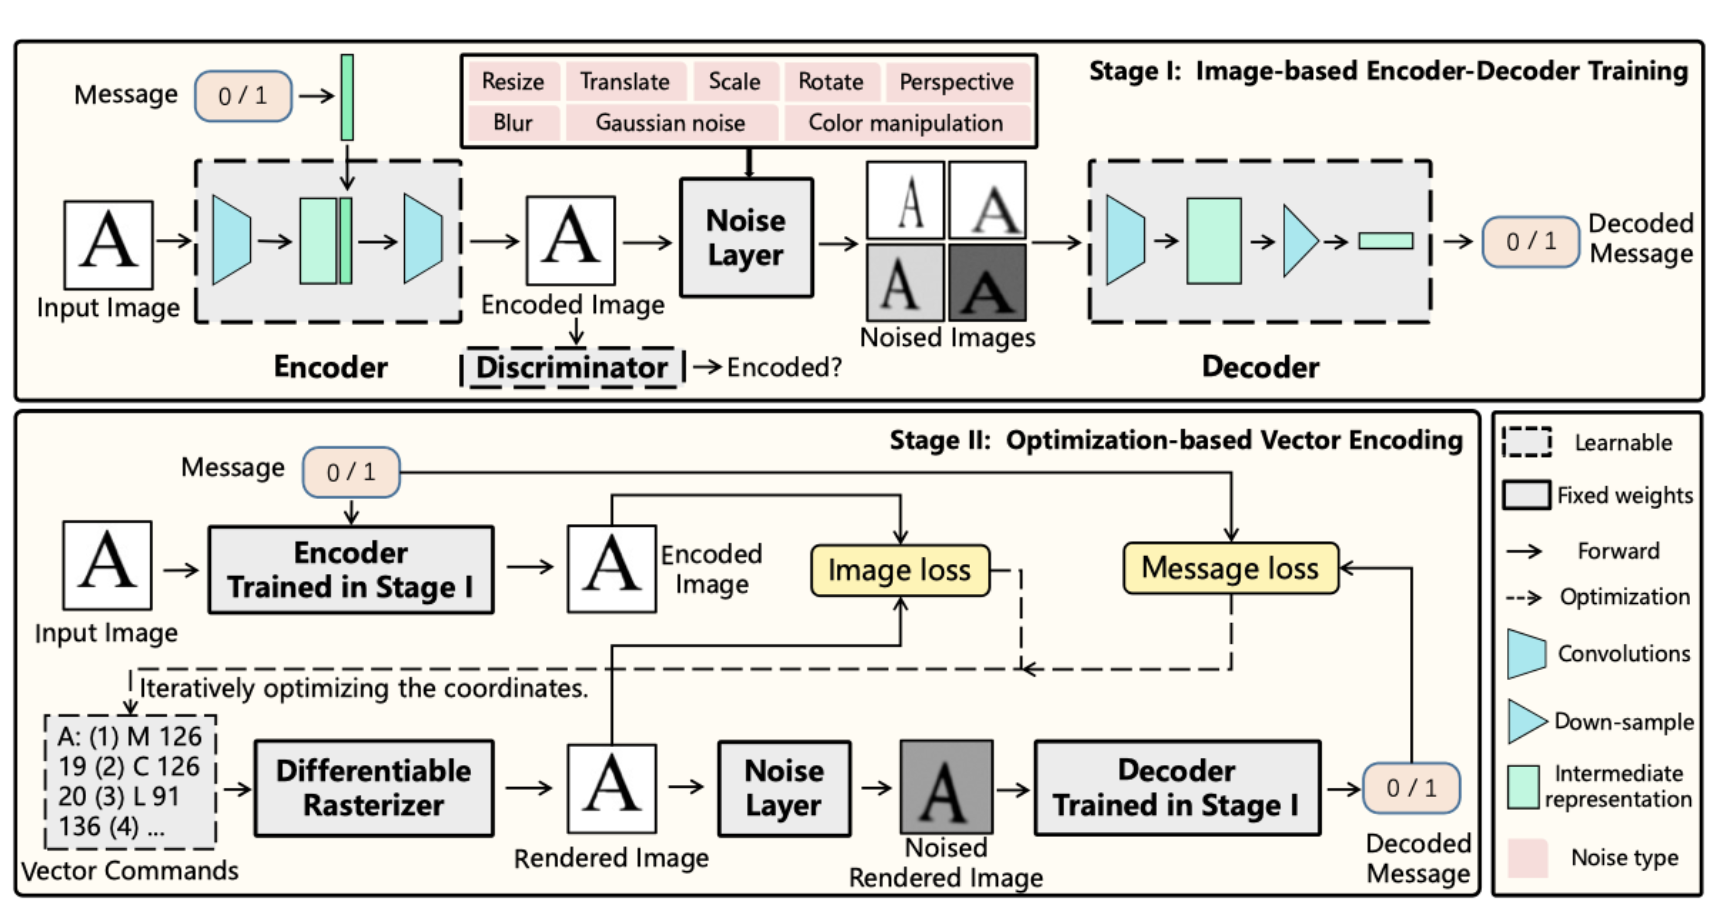 Stage I: Image-based Encoder-Decoder Training
Message
0 / 1
Resize
Translate
Scale
Rotate
Perspective
Blur
Gaussian noise
Color manipulation
A
Input Image
Encoder
A
Encoded Image
Discriminator
Encoded?
Noise
Layer
A
A
A
A
Noised Images
Decoder
0 / 1
Decoded
Message
Stage II: Optimization-based Vector Encoding
Message
0 / 1
A
Input Image
Encoder
Trained in Stage I
A
Encoded
Image
Image loss
Message loss
Iteratively optimizing the coordinates.
A: (1) M 126
19 (2) C 126
20 (3) L 91
136 (4) ...
Vector Commands
Differentiable
Rasterizer
A
Rendered Image
Noise
Layer
A
Noised
Rendered Image
Decoder
Trained in Stage I
0 / 1
Decoded
Message
Learnable
Fixed weights
Forward
Optimization
Convolutions
Down-sample
Intermediate
representation
Noise type